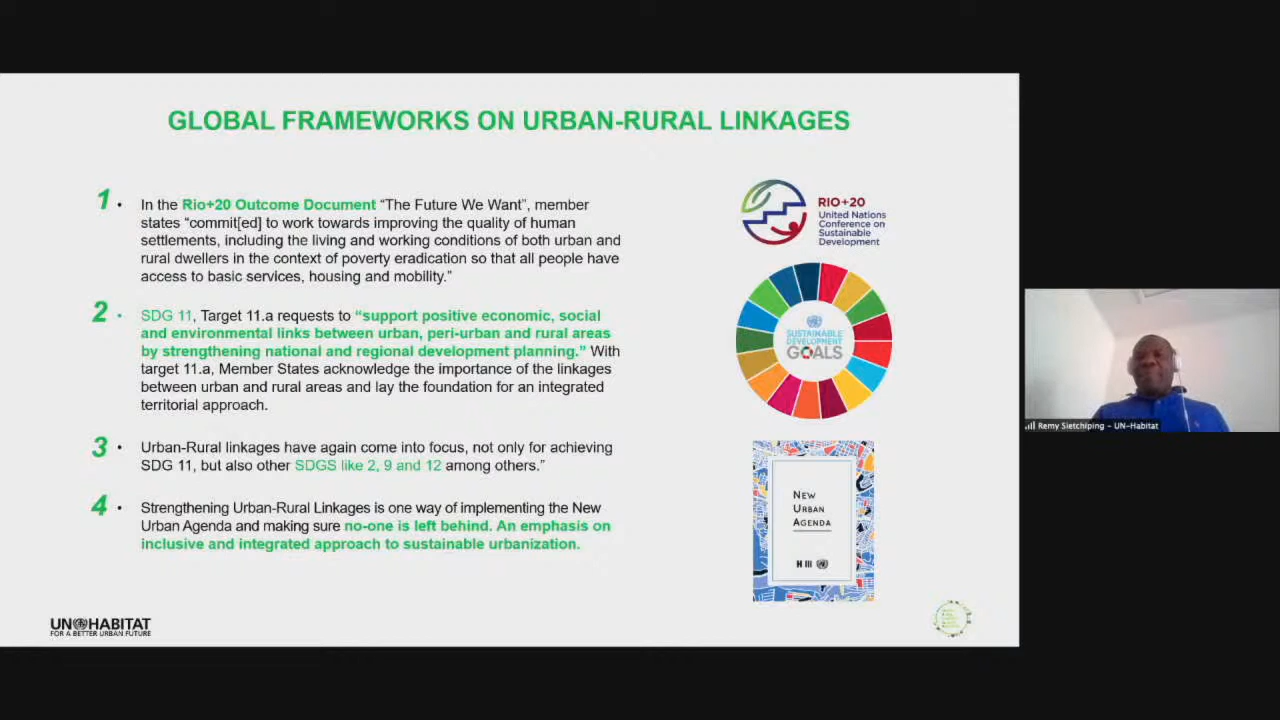 GLOBAL FRAMEWORKS ON URBAN-RURAL LINKAGES
1 • In the Rio+20 Outcome Document “The Future We Want”, member
states “commit[ed] to work towards improving the quality of human
settlements, including the living and working conditions of both urban and
rural dwellers in the context of poverty eradication so that all people have
access to basic services, housing and mobility.”
2 • SDG 11, Target 11.a requests to “support positive economic, social
and environmental links between urban, peri-urban and rural areas
by strengthening national and regional development planning.” With
target 11.a, Member States acknowledge the importance of the linkages
between urban and rural areas and lay the foundation for an integrated
territorial approach.
3 • Urban-Rural linkages have again come into focus, not only for achieving
SDG 11, but also other SDGS like 2, 9 and 12 among others.”
4 • Strengthening Urban-Rural Linkages is one way of implementing the New
Urban Agenda and making sure no-one is left behind. An emphasis on
inclusive and integrated approach to sustainable urbanization.
RIO+20
United Nations
Conference on
Sustainable
Development
SUSTAINABLE
DEVELOPMENT
GOALS
NEW
URBAN
AGENDA
H III
UN HABITAT
FOR A BETTER URBAN FUTURE
Remy Sietchiping - UN-Habitat